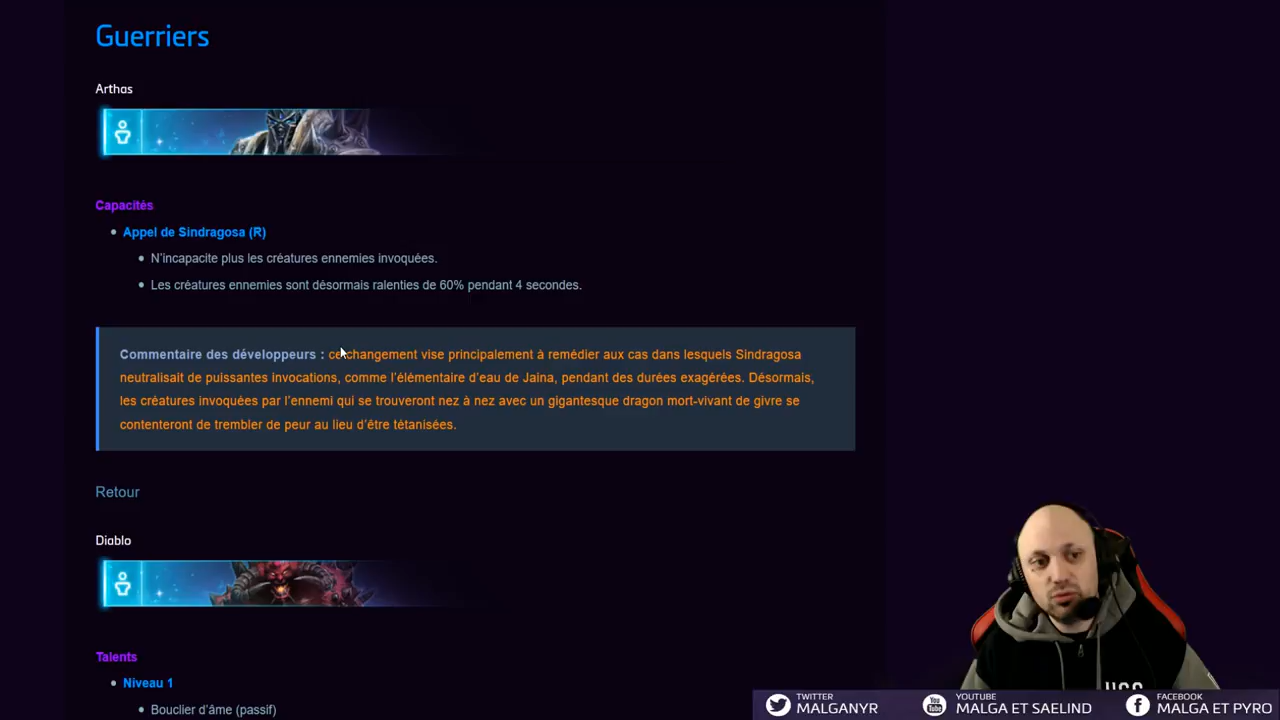 Guerriers
Arthas
Capacités
Appel de Sindragosa (R)
N'incapacite plus les créatures ennemies invoquées.
Les créatures ennemies sont désormais ralenties de 60% pendant 4 secondes.
Commentaire des développeurs : ce changement vise principalement à remédier aux cas dans lesquels Sindragosa
neutralisait de puissantes invocations, comme l'élémentaire d'eau de Jaina, pendant des durées exagérées. Désormais,
les créatures invoquées par l'ennemi qui se trouveront nez à nez avec un gigantesque dragon mort-vivant de givre se
contenteront de trembler de peur au lieu d'être tétanisées.
Retour
Diablo
Talents
Niveau 1
Bouclier d'âme (passif)
TWITTER
MALGANYR
YOUTUBE
MALGA ET SAELIND
FACEBOOK
MALGA ET PYRO